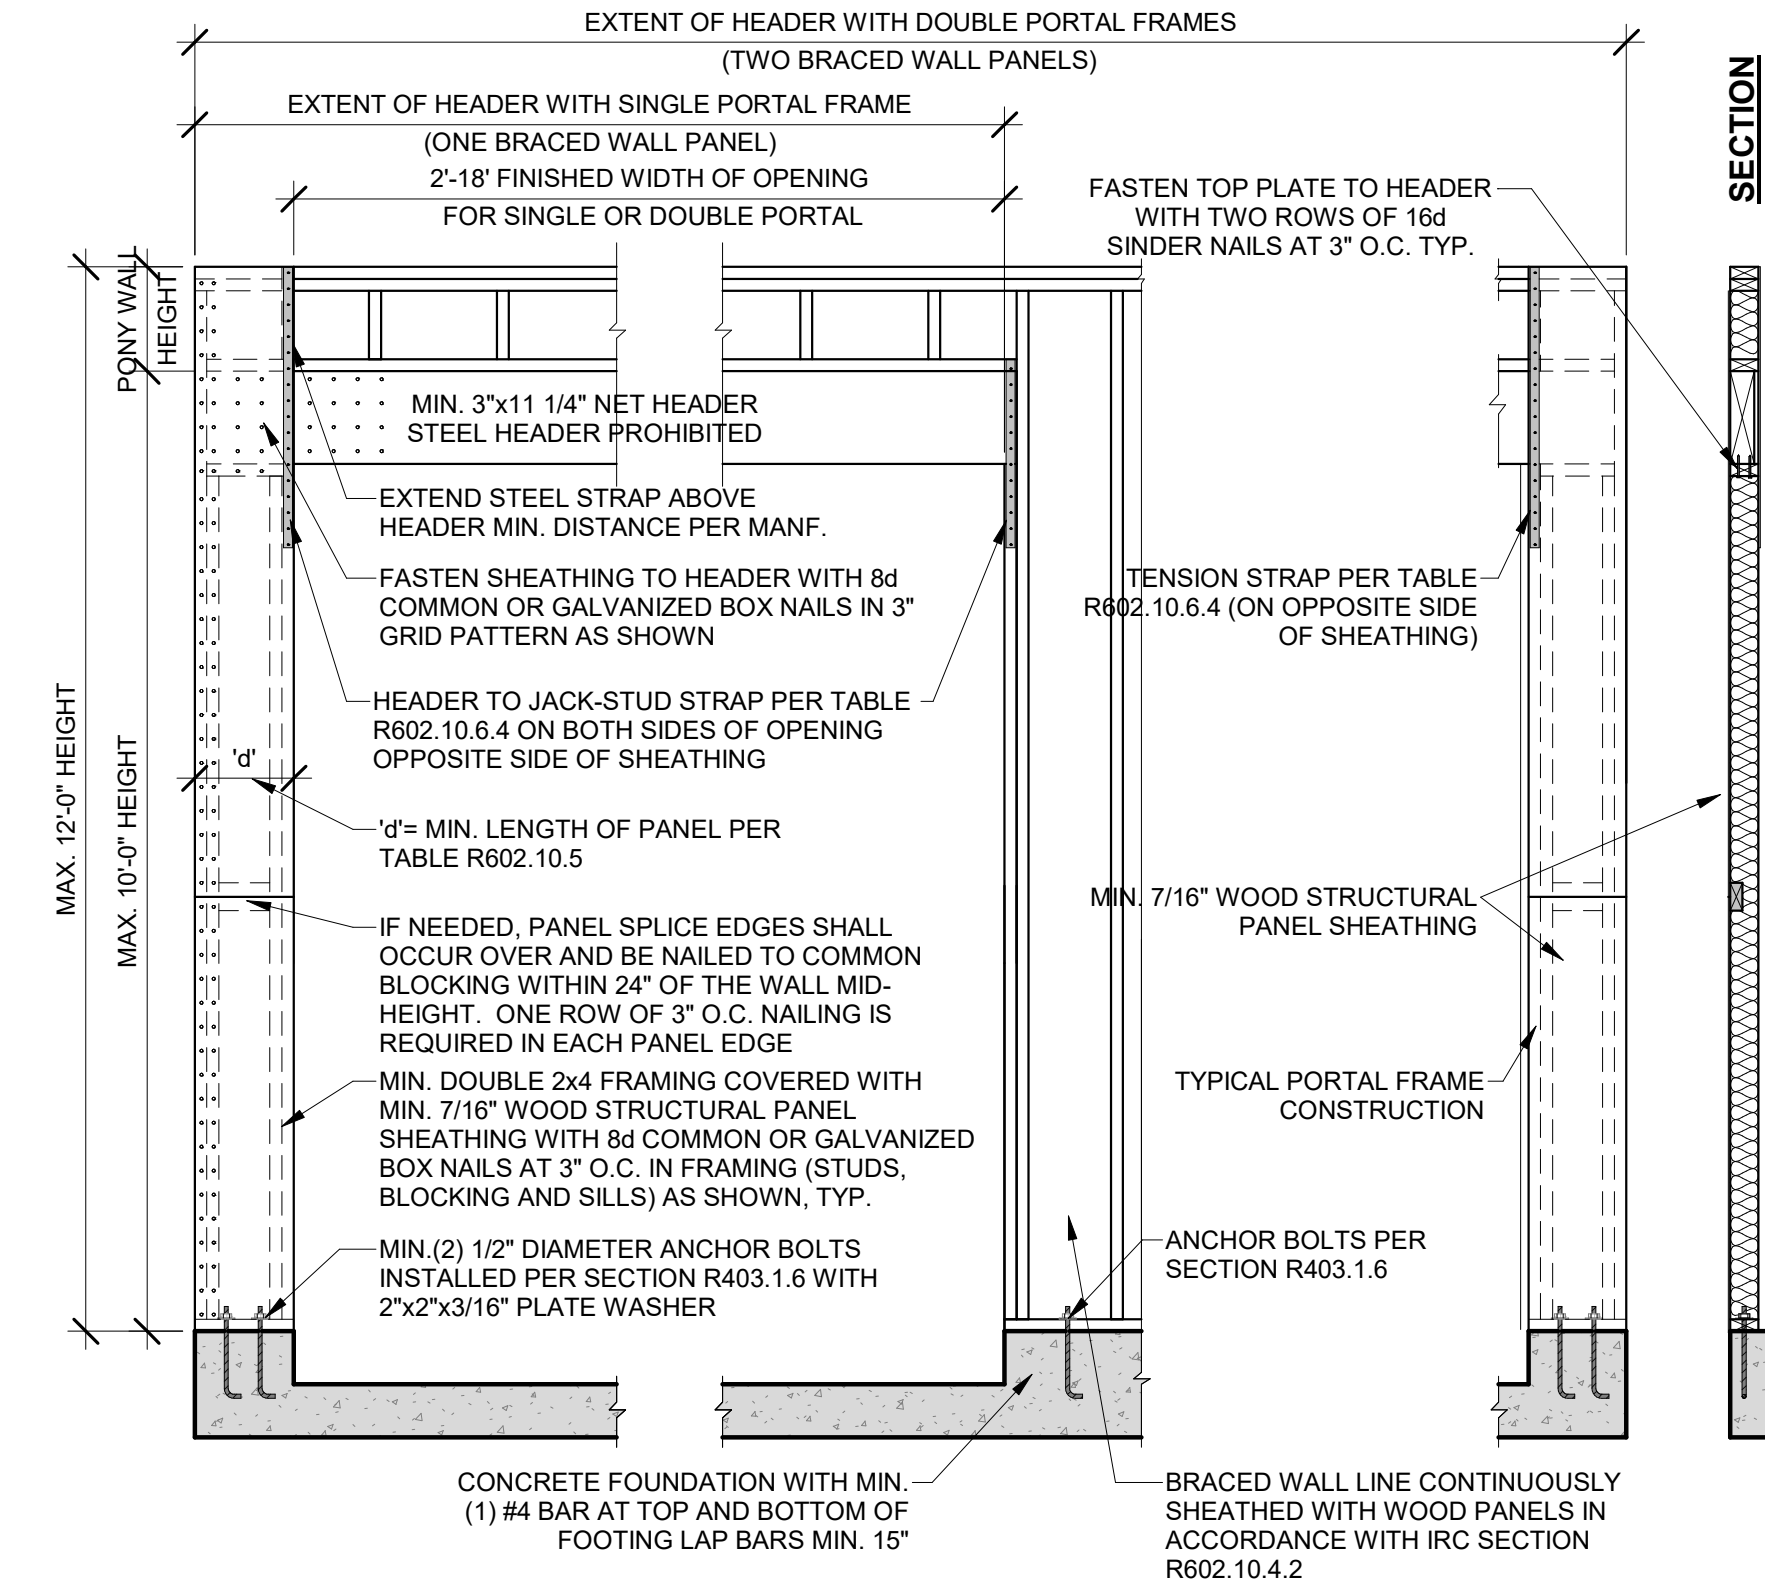 EXTENT OF HEADER WITH DOUBLE PORTAL FRAMES
(TWO BRACED WALL PANELS)
EXTENT OF HEADER WITH SINGLE PORTAL FRAME
(ONE BRACED WALL PANEL)
2'-18' FINISHED WIDTH OF OPENING
FOR SINGLE OR DOUBLE PORTAL
FASTEN TOP PLATE TO HEADER
WITH TWO ROWS OF 16d
SINDER NAILS AT 3" O.C. TYP.
SECTION
PONY WALL
HEIGHT
MIN. 3"x11 1/4" NET HEADER
STEEL HEADER PROHIBITED
EXTEND STEEL STRAP ABOVE
HEADER MIN. DISTANCE PER MANF.
FASTEN SHEATHING TO HEADER WITH 8d
COMMON OR GALVANIZED BOX NAILS IN 3"
GRID PATTERN AS SHOWN
TENSION STRAP PER TABLE
R602.10.6.4 (ON OPPOSITE SIDE
OF SHEATHING)
HEADER TO JACK-STUD STRAP PER TABLE
R602.10.6.4 ON BOTH SIDES OF OPENING
OPPOSITE SIDE OF SHEATHING
MAX. 12'-0" HEIGHT
MAX. 10'-0" HEIGHT
'd'
'd'= MIN. LENGTH OF PANEL PER
TABLE R602.10.5
MIN. 7/16" WOOD STRUCTURAL
PANEL SHEATHING
IF NEEDED, PANEL SPLICE EDGES SHALL
OCCUR OVER AND BE NAILED TO COMMON
BLOCKING WITHIN 24" OF THE WALL MID-
HEIGHT. ONE ROW OF 3" O.C. NAILING IS
REQUIRED IN EACH PANEL EDGE
MIN. DOUBLE 2x4 FRAMING COVERED WITH
MIN. 7/16" WOOD STRUCTURAL PANEL
SHEATHING WITH 8d COMMON OR GALVANIZED
BOX NAILS AT 3" O.C. IN FRAMING (STUDS,
BLOCKING AND SILLS) AS SHOWN, TYP.
TYPICAL PORTAL FRAME
CONSTRUCTION
MIN.(2) 1/2" DIAMETER ANCHOR BOLTS
INSTALLED PER SECTION R403.1.6 WITH
2"x2"x3/16" PLATE WASHER
ANCHOR BOLTS PER
SECTION R403.1.6
CONCRETE FOUNDATION WITH MIN.
(1) #4 BAR AT TOP AND BOTTOM OF
FOOTING LAP BARS MIN. 15"
BRACED WALL LINE CONTINUOUSLY
SHEATHED WITH WOOD PANELS IN
ACCORDANCE WITH IRC SECTION
R602.10.4.2